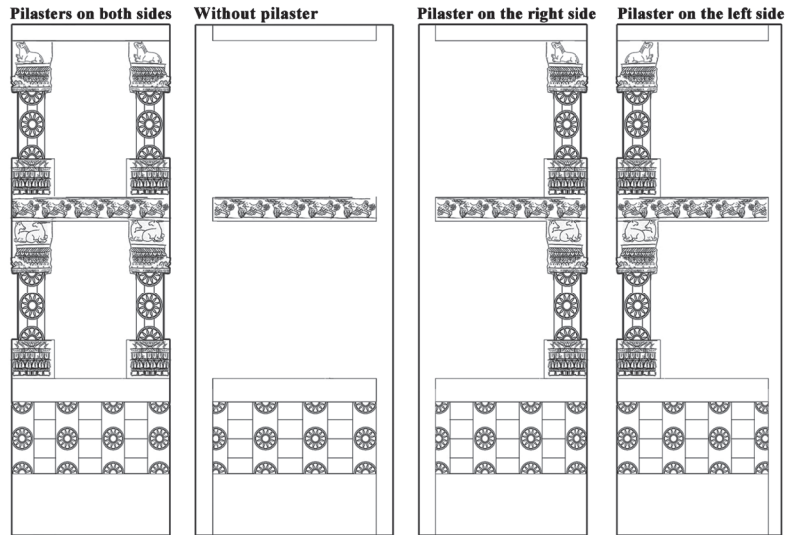 Pilasters on both sides
Without pilaster
Pilaster on the right side
Pilaster on the left side